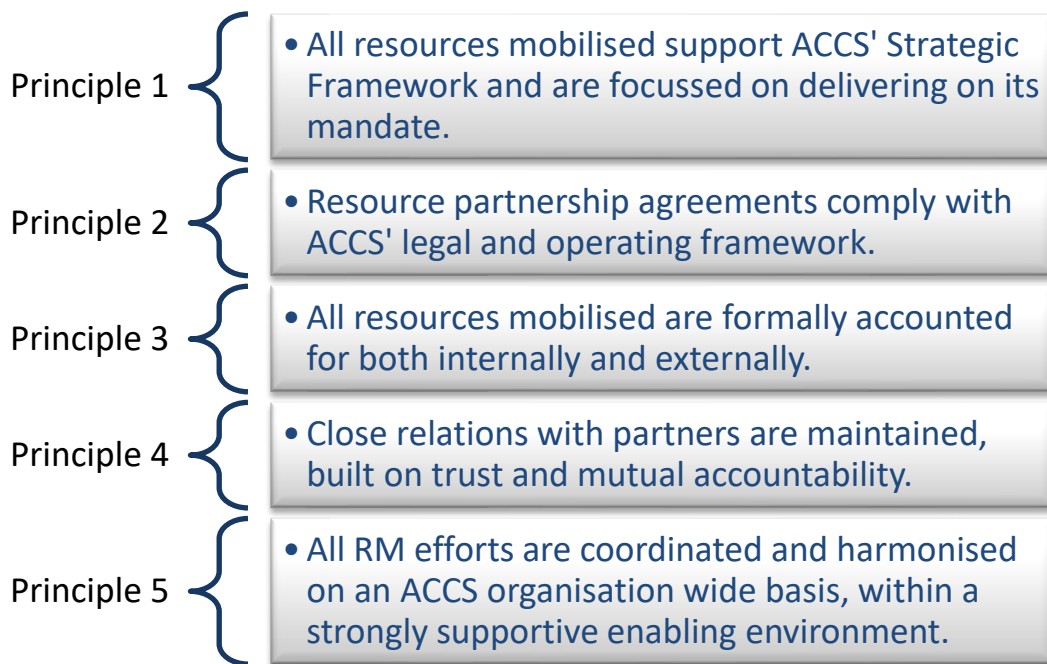 Principle 1
• All resources mobilised support ACCS' Strategic
Framework and are focussed on delivering on its
mandate.
Principle 2
• Resource partnership agreements comply with
ACCS' legal and operating framework.
Principle 3
• All resources mobilised are formally accounted
for both internally and externally.
Principle 4
• Close relations with partners are maintained,
built on trust and mutual accountability.
Principle 5
• All RM efforts are coordinated and harmonised
on an ACCS organisation wide basis, within a
strongly supportive enabling environment.